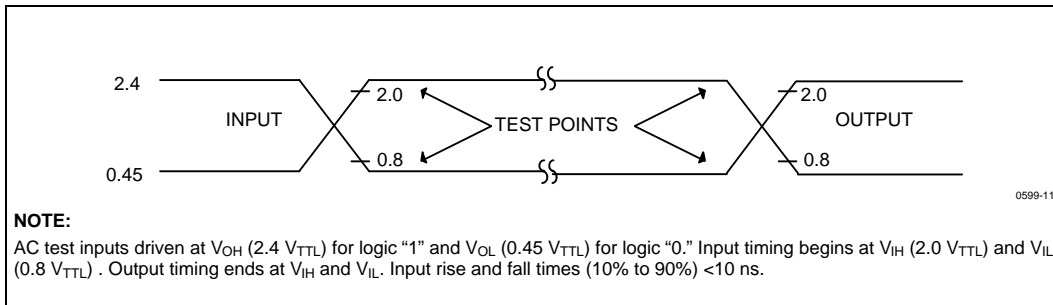 2.4
INPUT
2.0
TEST POINTS
2.0
OUTPUT
0.8
0.8
0.45
0599-11
NOTE:
AC test inputs driven at VOH (2.4 VTTL) for logic “1” and VOL (0.45 VTTL) for logic “0.” Input timing begins at VIH (2.0 VTTL) and VIL
(0.8 VTTL) . Output timing ends at VIH and VIL. Input rise and fall times (10% to 90%) <10 ns.